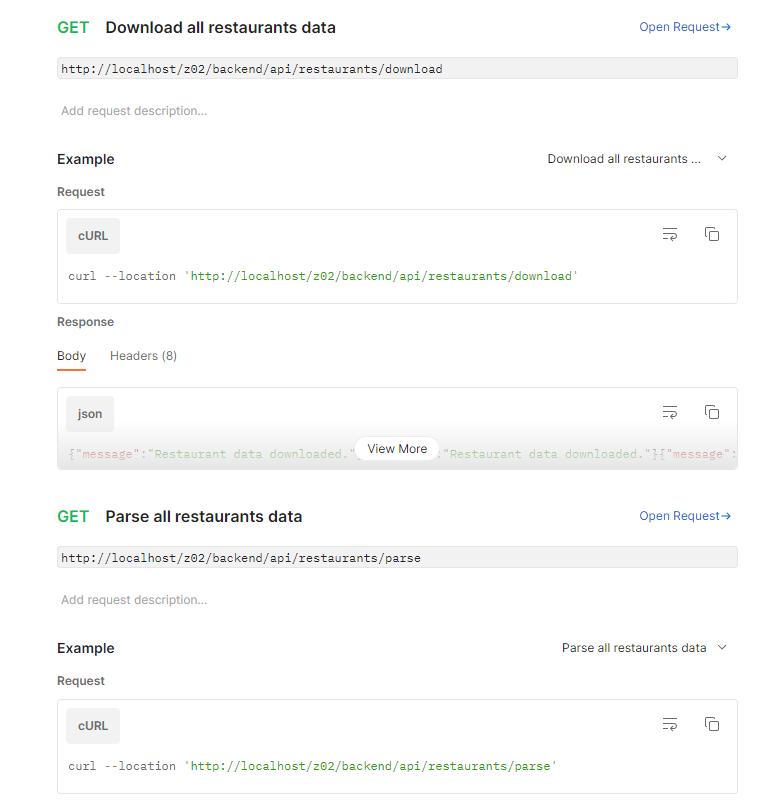 GET Download all restaurants data Open Request→
http://localhost/z02/backend/api/restaurants/download
Add request description…
Example Download all restaurants …
Request
cURL
curl --location 'http://localhost/z02/backend/api/restaurants/download'
Response
Body Headers (8)
json
{"message":"Restaurant data downloaded." View More :"Restaurant data downloaded."}{"message":
GET Parse all restaurants data Open Request→
http://localhost/z02/backend/api/restaurants/parse
Add request description…
Example Parse all restaurants data
Request
cURL
curl --location 'http://localhost/z02/backend/api/restaurants/parse'